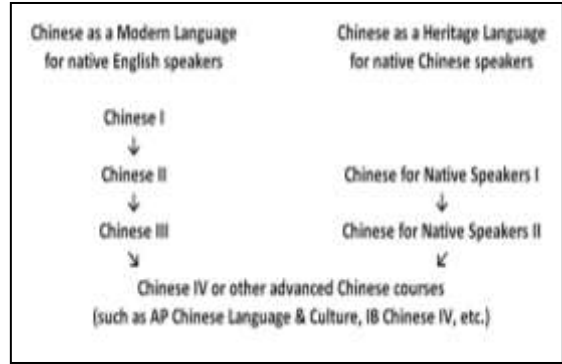 Chinese as a Modern Language
for native English speakers
Chinese as a Heritage Language
for native Chinese speakers
Chinese I
↓
Chinese II
Chinese for Native Speakers I
↓
↓
Chinese III
Chinese for Native Speakers II
↘
↙
Chinese IV or other advanced Chinese courses
(such as AP Chinese Language & Culture, IB Chinese IV, etc.)